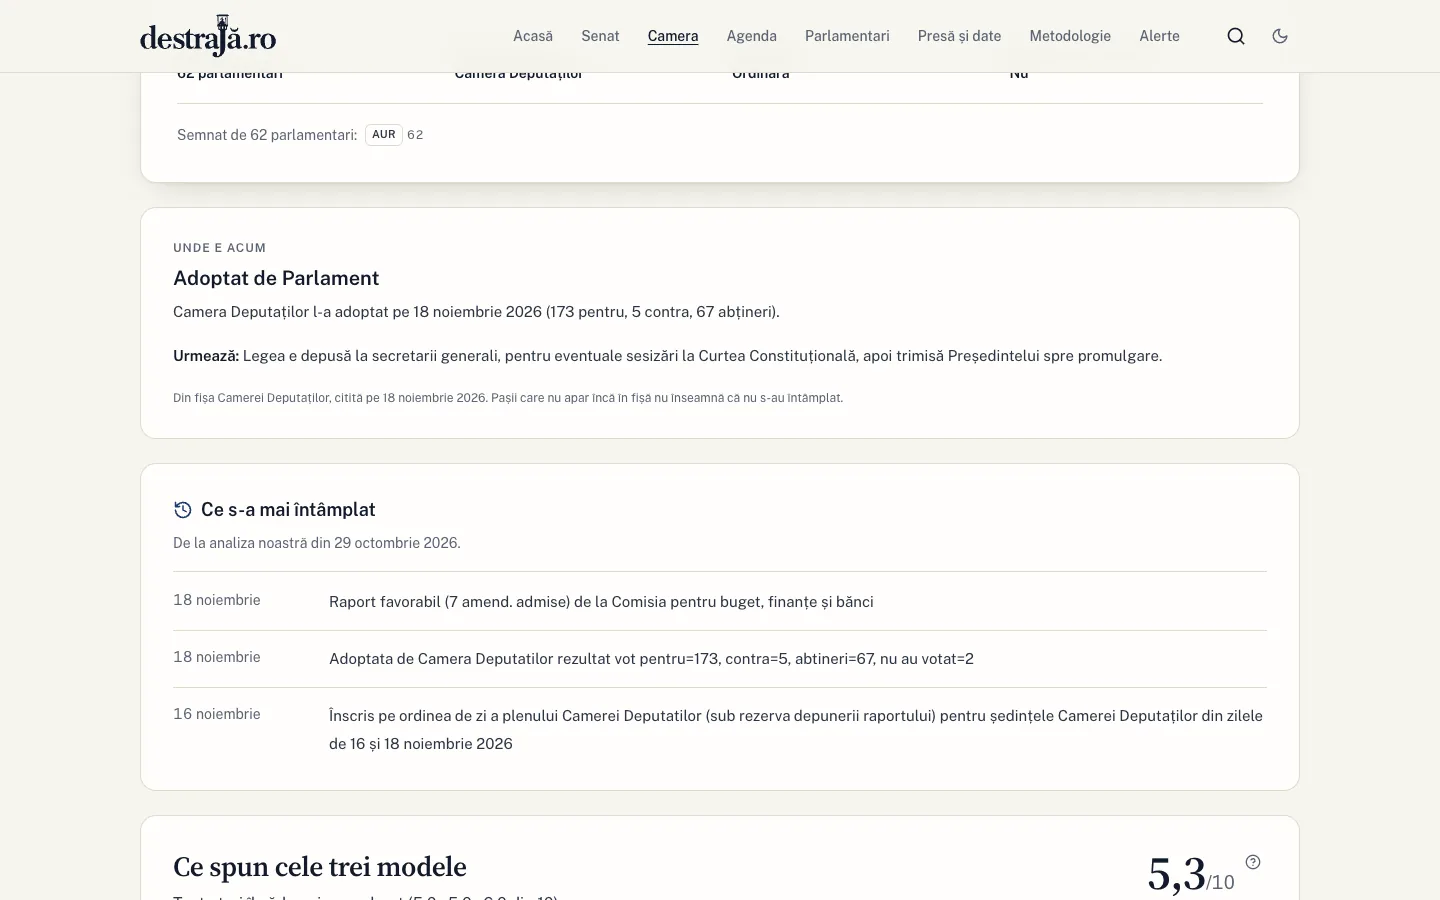 destrajă.ro
Acasă Senat Camera Agenda Parlamentari Presă și date Metodologie Alerte
62 parlamentari Camera Deputaților Ordinară Nu
Semnat de 62 parlamentari: AUR 62
UNDE E ACUM
Adoptat de Parlament
Camera Deputaților l-a adoptat pe 18 noiembrie 2026 (173 pentru, 5 contra, 67 abțineri).
Urmează: Legea e depusă la secretarii generali, pentru eventuale sesizări la Curtea Constituțională, apoi trimisă Președintelui spre promulgare.
Din fișa Camerei Deputaților, citită pe 18 noiembrie 2026. Pașii care nu apar încă în fișă nu înseamnă că nu s-au întâmplat.
Ce s-a mai întâmplat
De la analiza noastră din 29 octombrie 2026.
18 noiembrie Raport favorabil (7 amend. admise) de la Comisia pentru buget, finanțe și bănci
18 noiembrie Adoptata de Camera Deputatilor rezultat vot pentru=173, contra=5, abtineri=67, nu au votat=2
16 noiembrie Înscris pe ordinea de zi a plenului Camerei Deputatilor (sub rezerva depunerii raportului) pentru ședințele Camerei Deputaților din zilele
de 16 și 18 noiembrie 2026
Ce spun cele trei modele
5,3/10